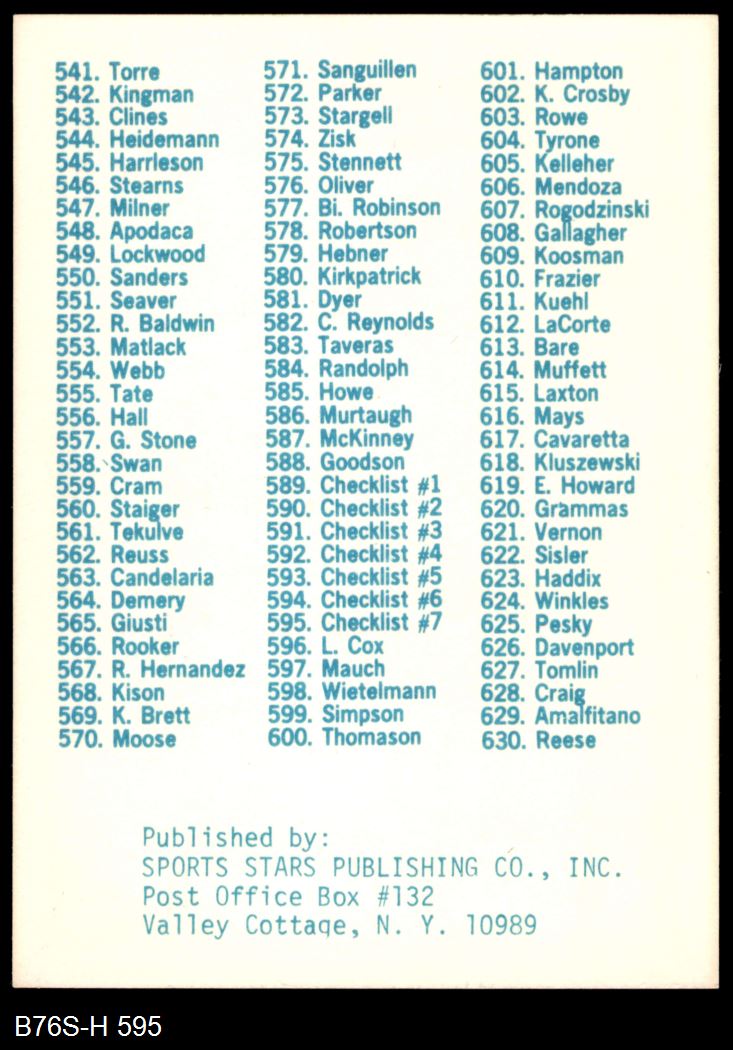 541. Torre
542. Kingman
543. Clines
544. Heidemann
545. Harrleson
546. Stearns
547. Milner
548. Apodaca
549. Lockwood
550. Sanders
551. Seaver
552. R. Baldwin
553. Matlack
554. Webb
555. Tate
556. Hall
557. G. Stone
558. Swan
559. Cram
560. Staiger
561. Tekulve
562. Reuss
563. Candelaria
564. Demery
565. Giusti
566. Rooker
567. R. Hernandez
568. Kison
569. K. Brett
570. Moose
571. Sanguillen
572. Parker
573. Stargell
574. Zisk
575. Stennett
576. Oliver
577. Bi. Robinson
578. Robertson
579. Hebner
580. Kirkpatrick
581. Dyer
582. C. Reynolds
583. Taveras
584. Randolph
585. Howe
586. Murtaugh
587. McKinney
588. Goodson
589. Checklist #1
590. Checklist #2
591. Checklist #3
592. Checklist #4
593. Checklist #5
594. Checklist #6
595. Checklist #7
596. L. Cox
597. Mauch
598. Wietelmann
599. Simpson
600. Thomason
601. Hampton
602. K. Crosby
603. Rowe
604. Tyrone
605. Kelleher
606. Mendoza
607. Rogodzinski
608. Gallagher
609. Koosman
610. Frazier
611. Kuehl
612. LaCorte
613. Bare
614. Muffett
615. Laxton
616. Mays
617. Cavaretta
618. Kluszewski
619. E. Howard
620. Grammas
621. Vernon
622. Sisler
623. Haddix
624. Winkles
625. Pesky
626. Davenport
627. Tomlin
628. Craig
629. Amalfitano
630. Reese
Published by:
SPORTS STARS PUBLISHING CO., INC.
Post Office Box #132
Valley Cottage, N. Y. 10989
B76S-H 595